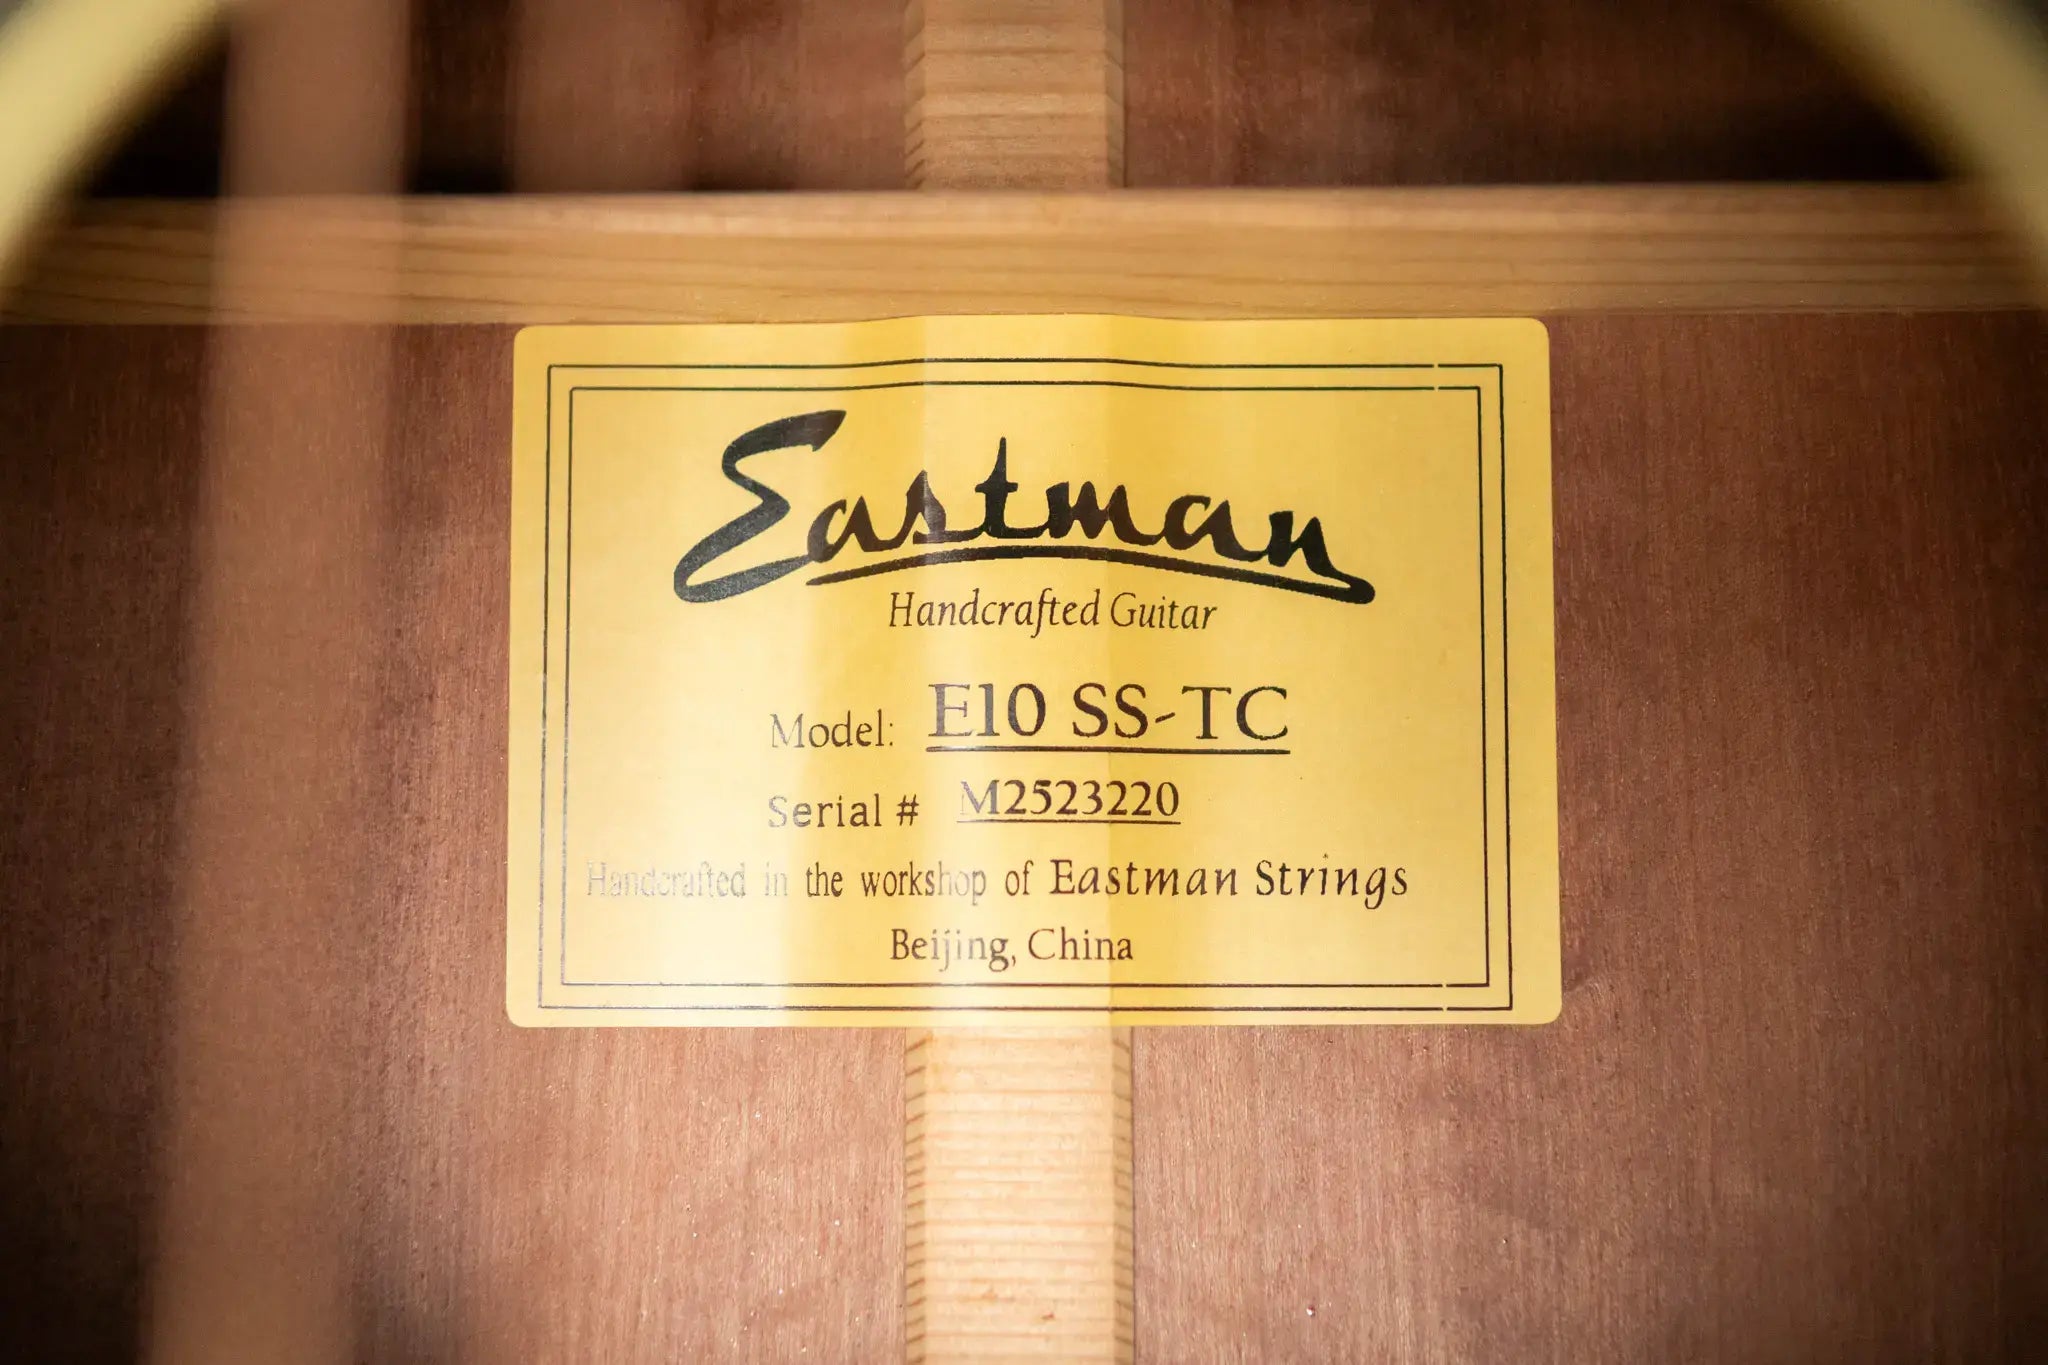 Eastman
Handcrafted Guitar
Model: E10 SS-TC
Serial # M2523220
Handcrafted in the workshop of Eastman Strings
Beijing, China